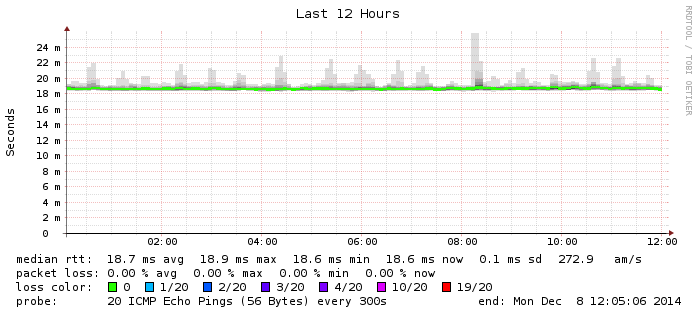 Last 12 Hours
RRDTOOL / TOBI OETIKER
Seconds
24 m
22 m
20 m
18 m
16 m
14 m
12 m
10 m
8 m
6 m
4 m
2 m
0
02:00 04:00 06:00 08:00 10:00 12:00
median rtt: 18.7 ms avg 18.9 ms max 18.6 ms min 18.6 ms now 0.1 ms sd 272.9 am/s
packet loss: 0.00 % avg 0.00 % max 0.00 % min 0.00 % now
loss color: 0 1/20 2/20 3/20 4/20 10/20 19/20
probe: 20 ICMP Echo Pings (56 Bytes) every 300s end: Mon Dec 8 12:05:06 2014